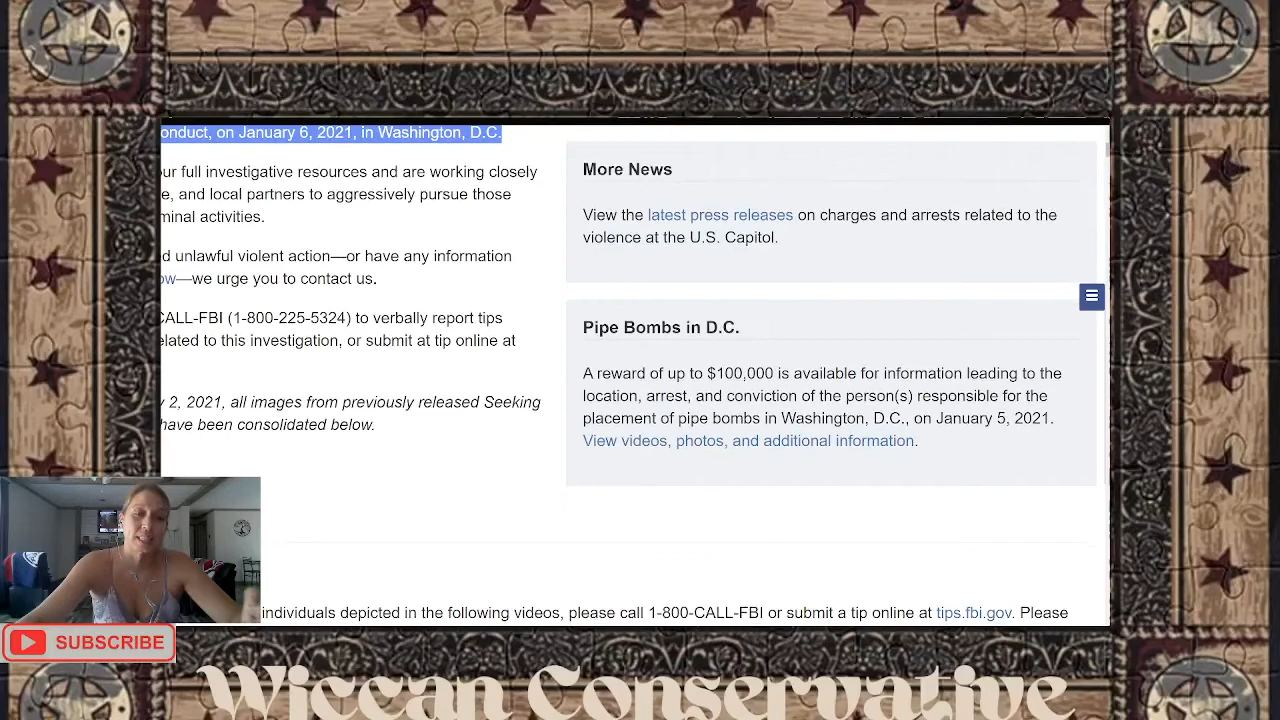 onduct, on January 6, 2021, in Washington, D.C.
ur full investigative resources and are working closely
e, and local partners to aggressively pursue those
minal activities.
d unlawful violent action—or have any information
ow—we urge you to contact us.
CALL-FBI (1-800-225-5324) to verbally report tips
elated to this investigation, or submit at tip online at
y 2, 2021, all images from previously released Seeking
have been consolidated below.
More News
View the latest press releases on charges and arrests related to the
violence at the U.S. Capitol.
Pipe Bombs in D.C.
A reward of up to $100,000 is available for information leading to the
location, arrest, and conviction of the person(s) responsible for the
placement of pipe bombs in Washington, D.C., on January 5, 2021.
View videos, photos, and additional information.
individuals depicted in the following videos, please call 1-800-CALL-FBI or submit a tip online at tips.fbi.gov. Please
SUBSCRIBE
Wiccan Conservative